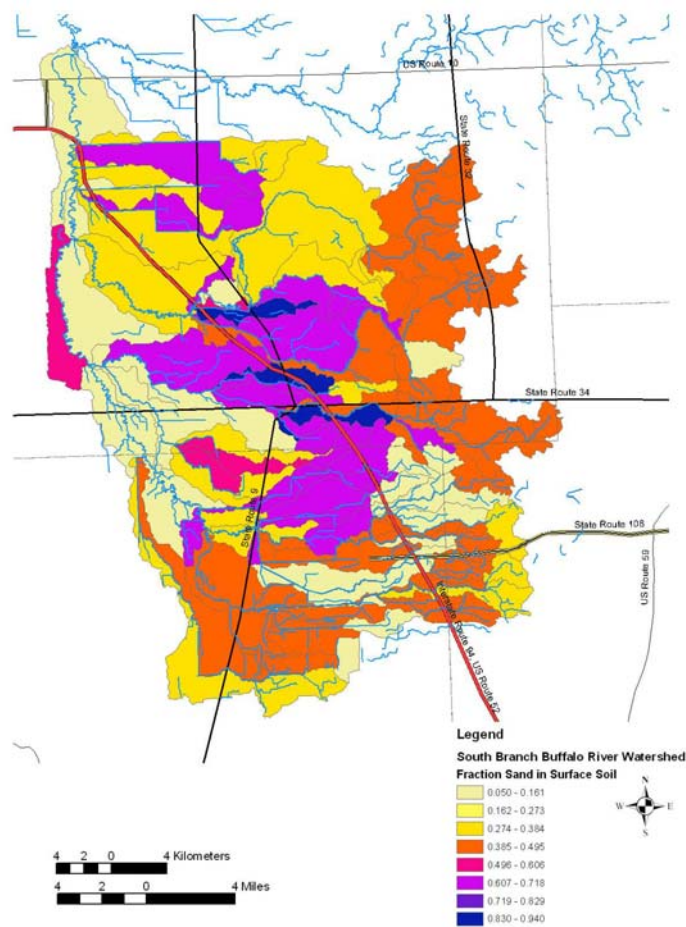 US Route 10
State Route 32
State Route 34
State Route 9
State Route 108
US Route 59
Interstate Route 94, US Route 52
Legend
South Branch Buffalo River Watershed
Fraction Sand in Surface Soil
0.050 - 0.161
0.162 - 0.273
0.274 - 0.384
0.385 - 0.495
0.496 - 0.606
0.607 - 0.718
0.719 - 0.829
0.830 - 0.940
N
W E
S
4 2 0 4 Kilometers
4 2 0 4 Miles